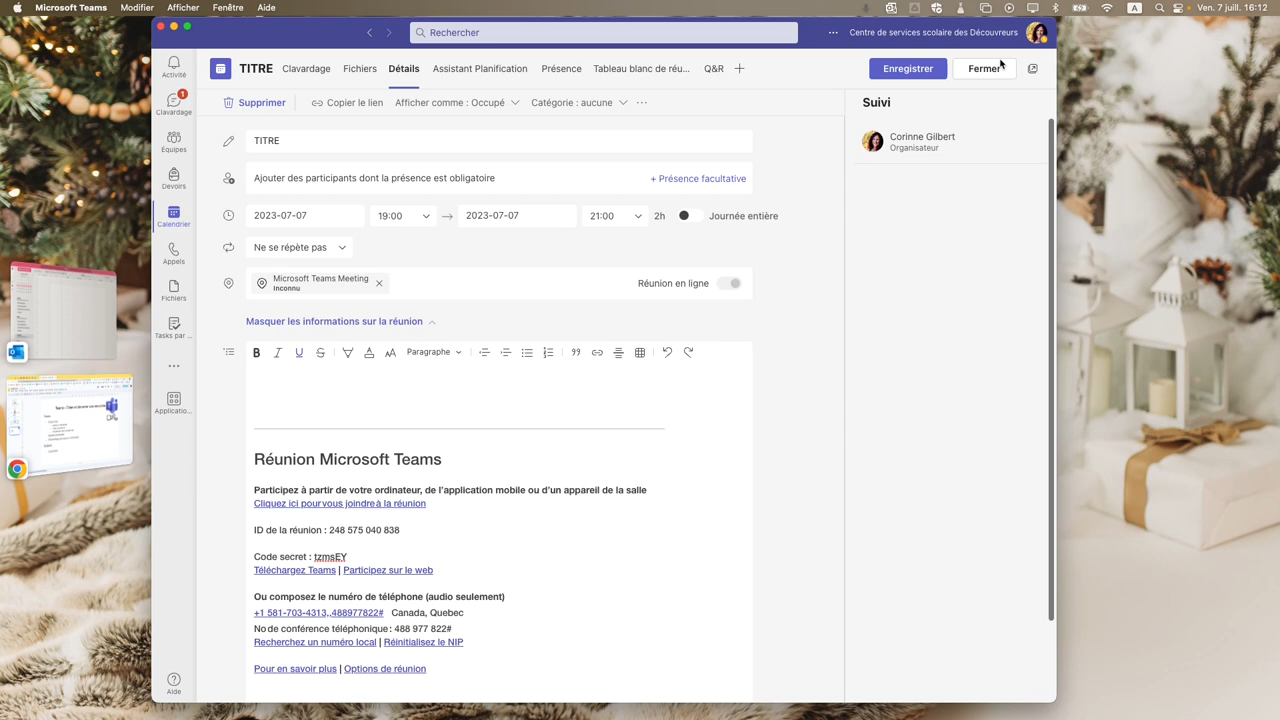 Microsoft Teams Modifier
Ven. 7 juil. 16:12
Rechercher
Centre de services scolaire des Découvreurs
TITRE Clavardage Fichiers Détails Assistant Planification Présence Tableau blanc de réu... Q&R
Enregistrer Fermer
Activité
Clavardage
1
Équipes
Devoirs
Calendrier
Appels
Fichiers
Tasks par ...
Applicatio...
Aide
Supprimer Copier le lien Afficher comme : Occupé Catégorie : aucune
TITRE
Ajouter des participants dont la présence est obligatoire + Présence facultative
2023-07-07 19:00 2023-07-07 21:00 2h Journée entière
Ne se répète pas
Microsoft Teams Meeting
Inconnu
Réunion en ligne
Masquer les informations sur la réunion
B I U S Paragraphe
Réunion Microsoft Teams
Participez à partir de votre ordinateur, de l’application mobile ou d’un appareil de la salle
Cliquez ici pour vous joindre à la réunion
ID de la réunion : 248 575 040 838
Code secret : tzmsEY
Téléchargez Teams | Participez sur le web
Ou composez le numéro de téléphone (audio seulement)
+1 581-703-4313,,488977822# Canada, Quebec
No de conférence téléphonique : 488 977 822#
Recherchez un numéro local | Réinitialisez le NIP
Pour en savoir plus | Options de réunion
Suivi
Corinne Gilbert
Organisateur